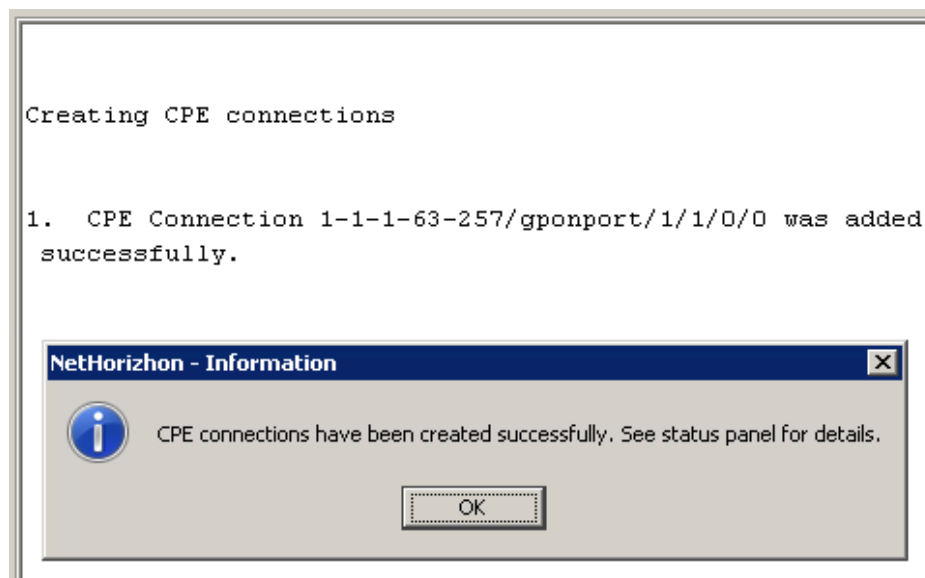 Creating CPE connections
1.  CPE Connection 1-1-1-63-257/gponport/1/1/0/0 was added
successfully.
NetHorizhon - Information
CPE connections have been created successfully. See status panel for details.
OK